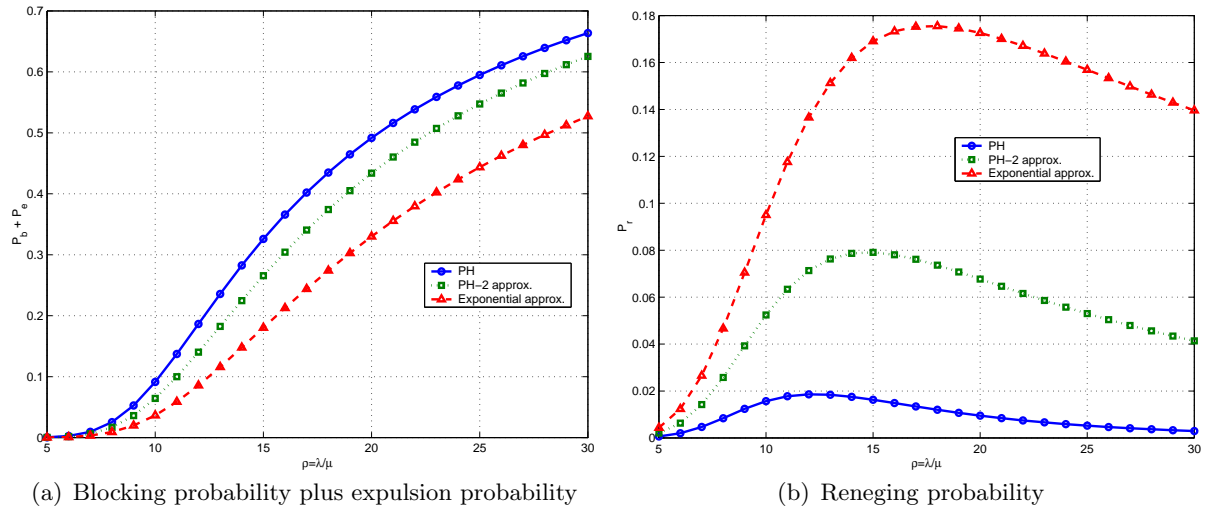 0.7
0.6
0.5
0.4
0.3
0.2
0.1
0
P_b + P_e
5 10 15 20 25 30
ρ=λ/μ
PH
PH−2 approx.
Exponential approx.
(a) Blocking probability plus expulsion probability
0.18
0.16
0.14
0.12
0.1
0.08
0.06
0.04
0.02
0
P_r
5 10 15 20 25 30
ρ=λ/μ
PH
PH−2 approx.
Exponential approx.
(b) Reneging probability